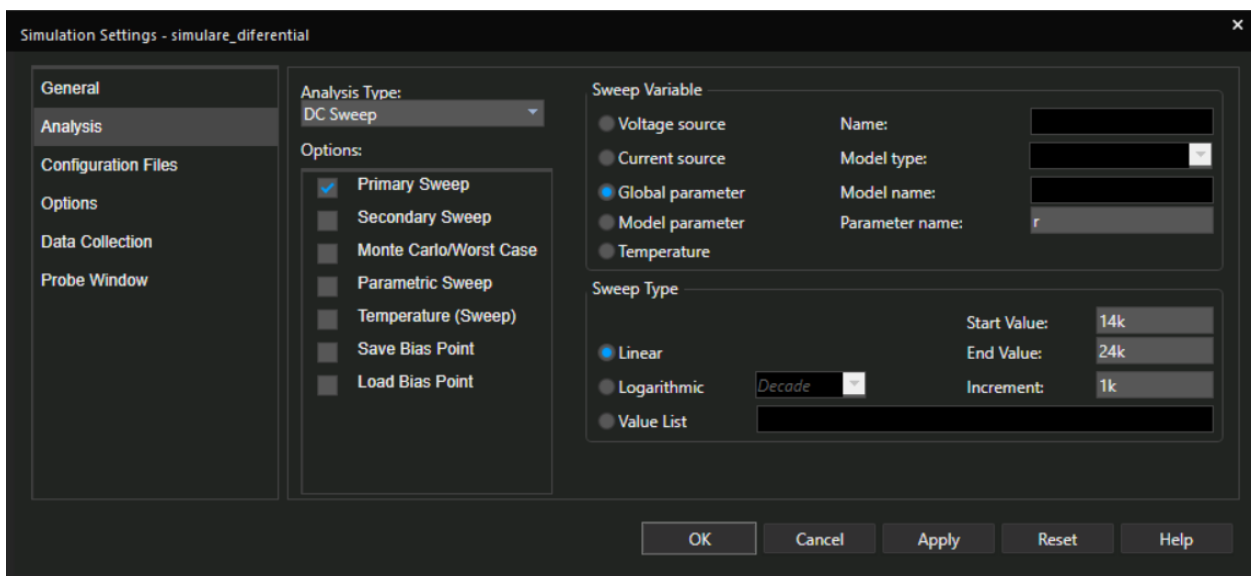 Simulation Settings - simulare_diferential
×
General
Analysis
Configuration Files
Options
Data Collection
Probe Window
Analysis Type:
DC Sweep
Options:
Primary Sweep
Secondary Sweep
Monte Carlo/Worst Case
Parametric Sweep
Temperature (Sweep)
Save Bias Point
Load Bias Point
Sweep Variable
Voltage source Name:
Current source Model type:
Global parameter Model name:
Model parameter Parameter name: r
Temperature
Sweep Type
Start Value: 14k
Linear End Value: 24k
Logarithmic Decade Increment: 1k
Value List
OK Cancel Apply Reset Help